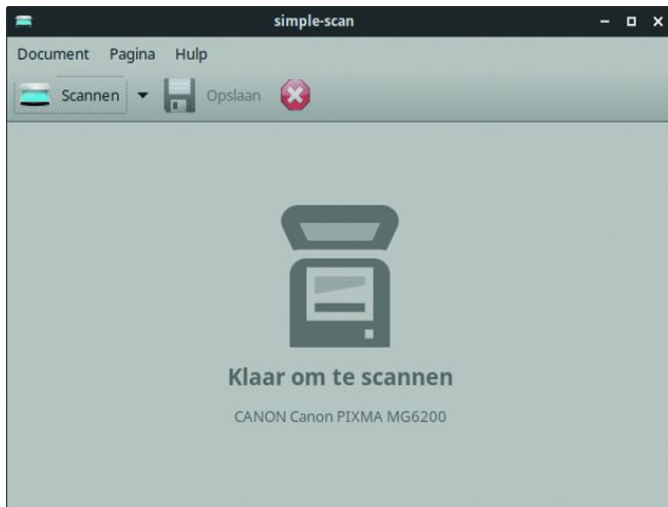 simple-scan
Document Pagina Hulp
Scannen Opslaan
Klaar om te scannen
CANON Canon PIXMA MG6200